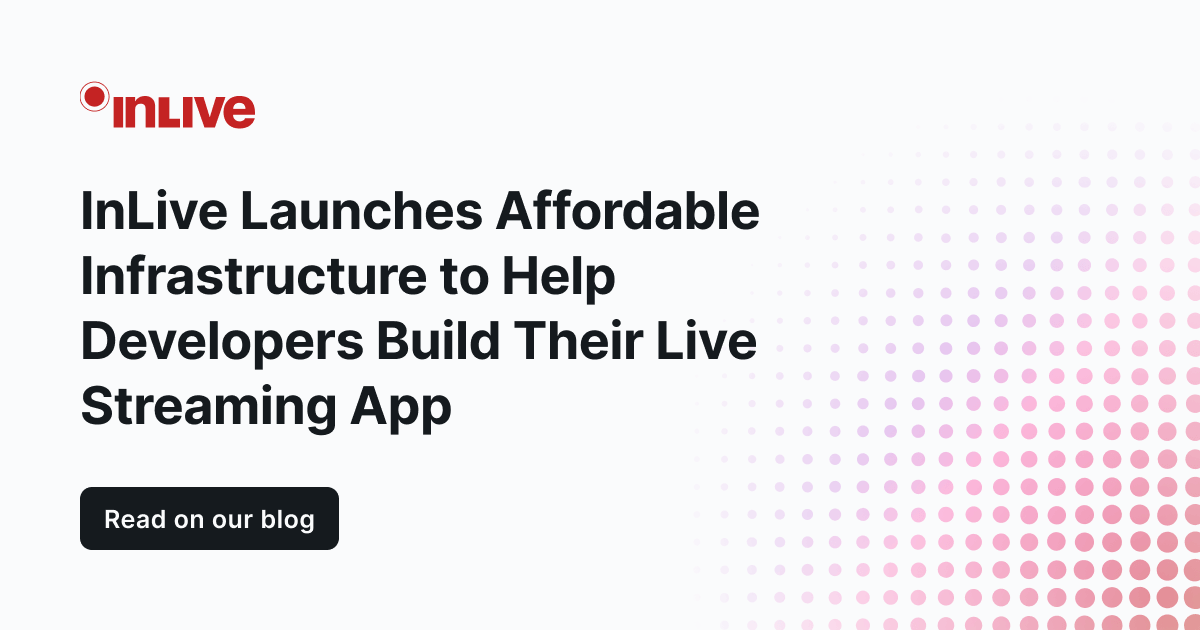 INLIVE
InLive Launches Affordable
Infrastructure to Help
Developers Build Their Live
Streaming App
Read on our blog